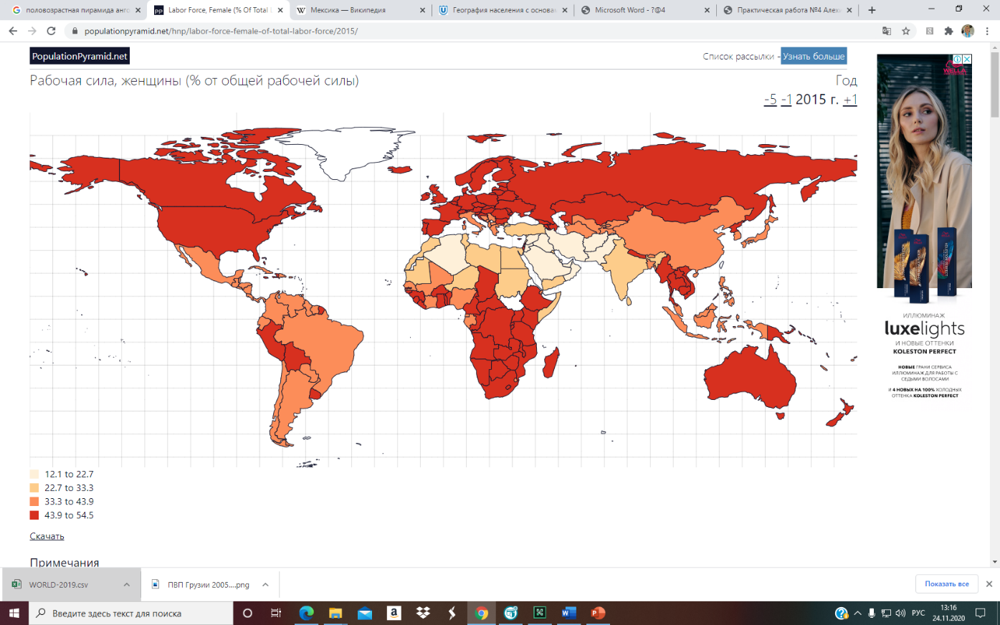 половозрастная пирамида анго
Labor Force, Female (% Of Total L
Мексика — Википедия
География населения с основа
Microsoft Word - ?@4
Практическая работа №4 Алех
populationpyramid.net/hnp/labor-force-female-of-total-labor-force/2015/
PopulationPyramid.net
Список рассылки - Узнать больше
Рабочая сила, женщины (% от общей рабочей силы)
Год
-5 -1 2015 г. +1
12.1 to 22.7
22.7 to 33.3
33.3 to 43.9
43.9 to 54.5
Скачать
Примечания
WELLA
ИЛЛЮМИНАЖ
luxelights
И НОВЫЕ ОТТЕНКИ
KOLESTON PERFECT
НОВЫЕ ГРАНИ СЕРВИСА
ИЛЛЮМИНАЖ ДЛЯ РАБОТЫ С
СЕДЫМИ ВОЛОСАМИ
И 4 НОВЫХ НА 100% ХОЛОДНЫХ
ОТТЕНКА KOLESTON PERFECT
WORLD-2019.csv
ПВП Грузии 2005....png
Показать все
Введите здесь текст для поиска
РУС
13:16
24.11.2020